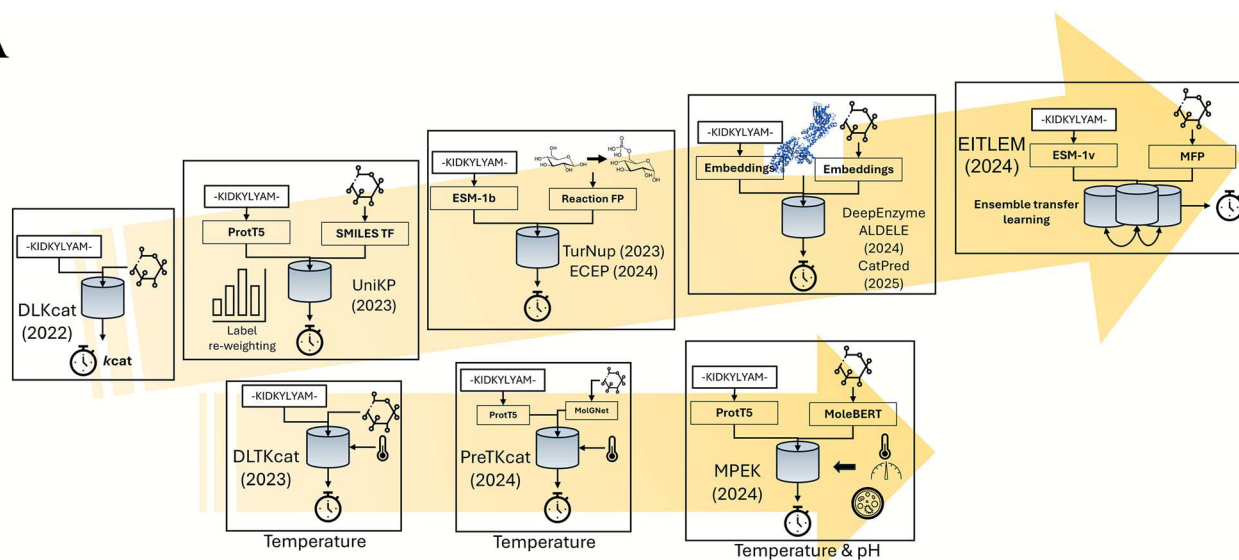 A
-KIDKYLYAM-
DLKcat
(2022)
kcat
-KIDKYLYAM-
ProtT5
SMILES TF
UniKP
(2023)
Label
re-weighting
-KIDKYLYAM-
ESM-1b
Reaction FP
TurNup (2023)
ECEP (2024)
-KIDKYLYAM-
Embeddings
Embeddings
DeepEnzyme
ALDELE
(2024)
CatPred
(2025)
EITLEM
(2024)
-KIDKYLYAM-
ESM-1v
MFP
Ensemble transfer
learning
-KIDKYLYAM-
DLTKcat
(2023)
Temperature
-KIDKYLYAM-
ProtT5
MolGNet
PreTKcat
(2024)
Temperature
-KIDKYLYAM-
ProtT5
MoleBERT
MPEK
(2024)
Temperature & pH